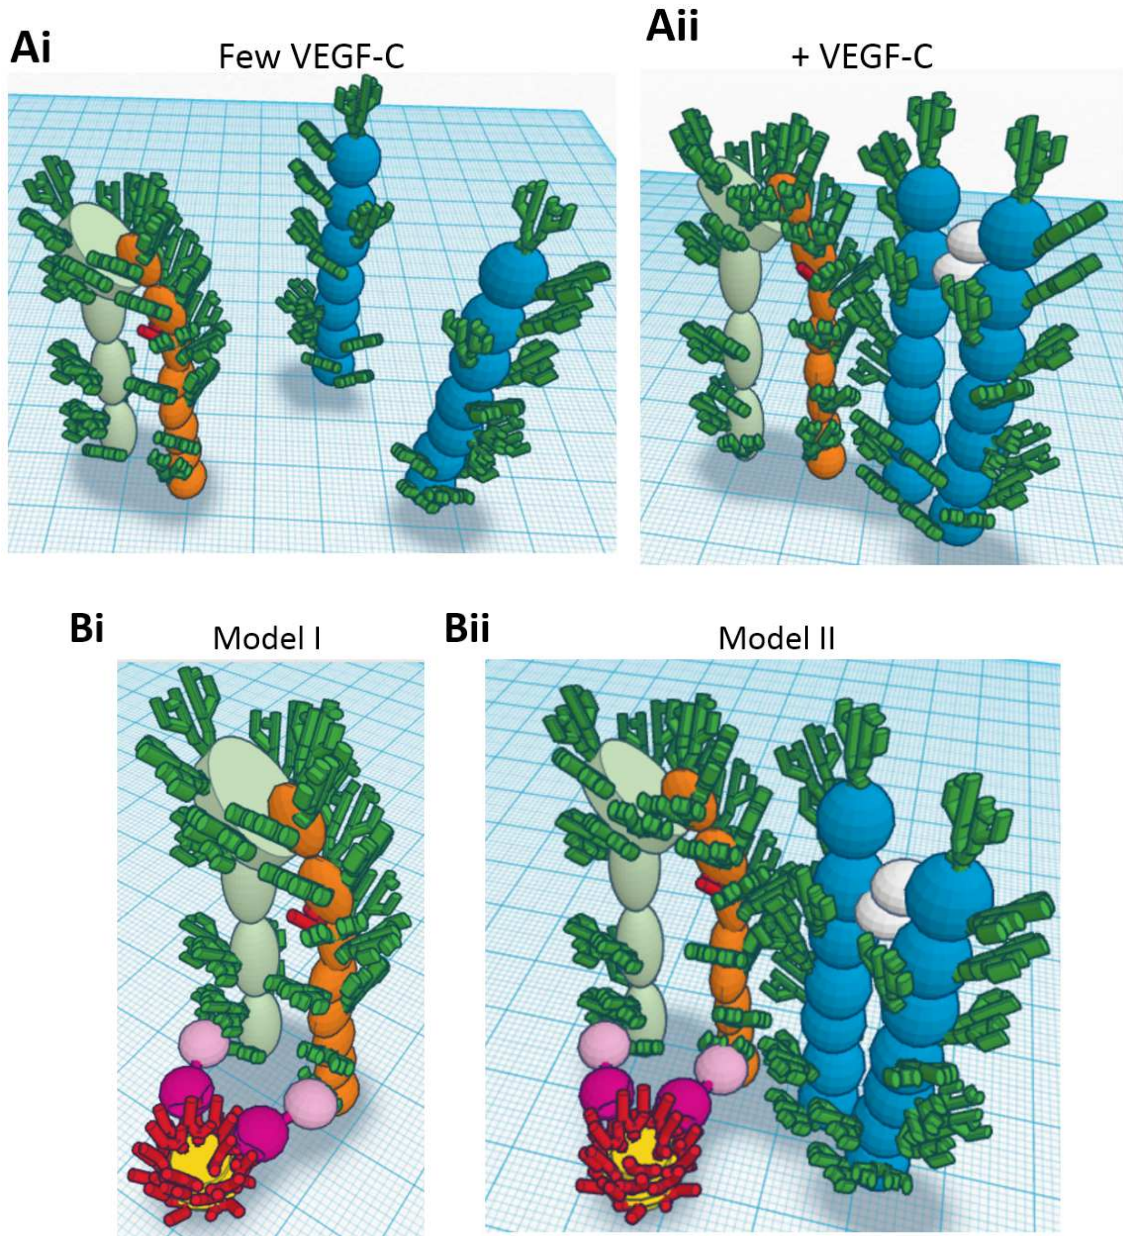 Ai
Few VEGF-C
Aii
+ VEGF-C
Bi
Model I
Bii
Model II